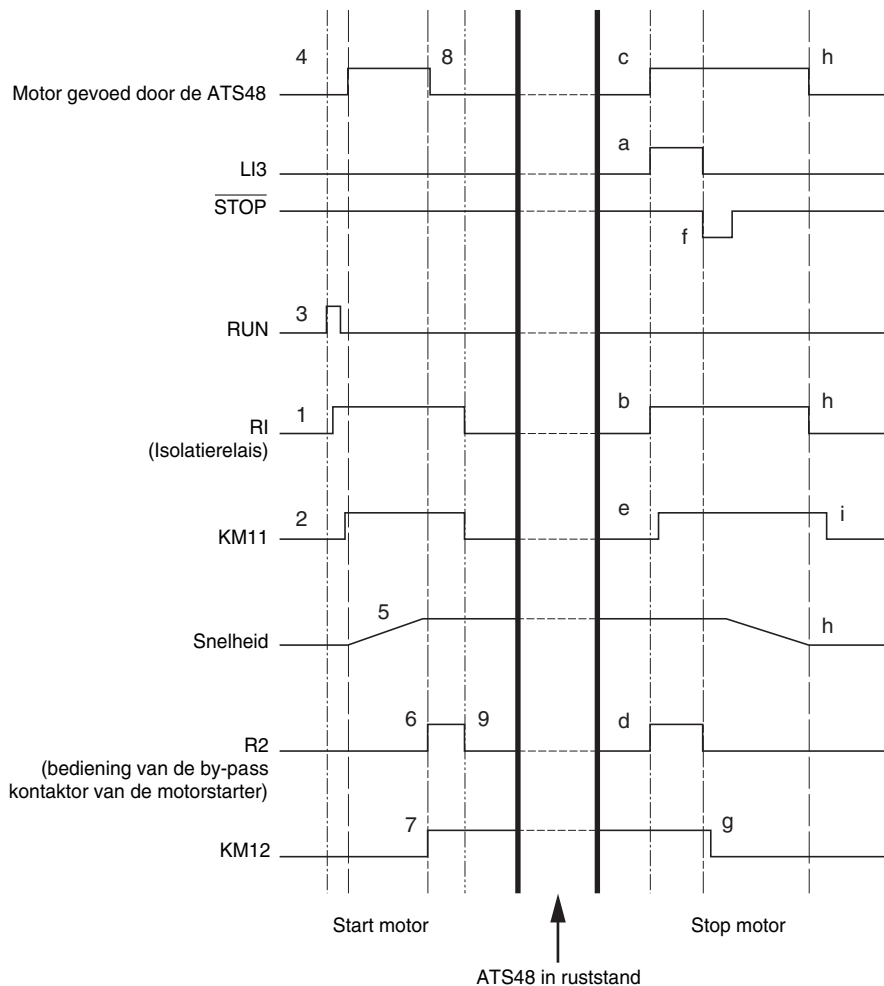 4 8 c h
Motor gevoed door de ATS48
a
LI3
STOP
f
3
RUN
1 b h
RI
(Isolatierelais)
2 e i
KM11
5
Snelheid h
6 9 d
R2
(bediening van de by-pass
kontaktor van de motorstarter)
7 g
KM12
Start motor Stop motor
ATS48 in ruststand